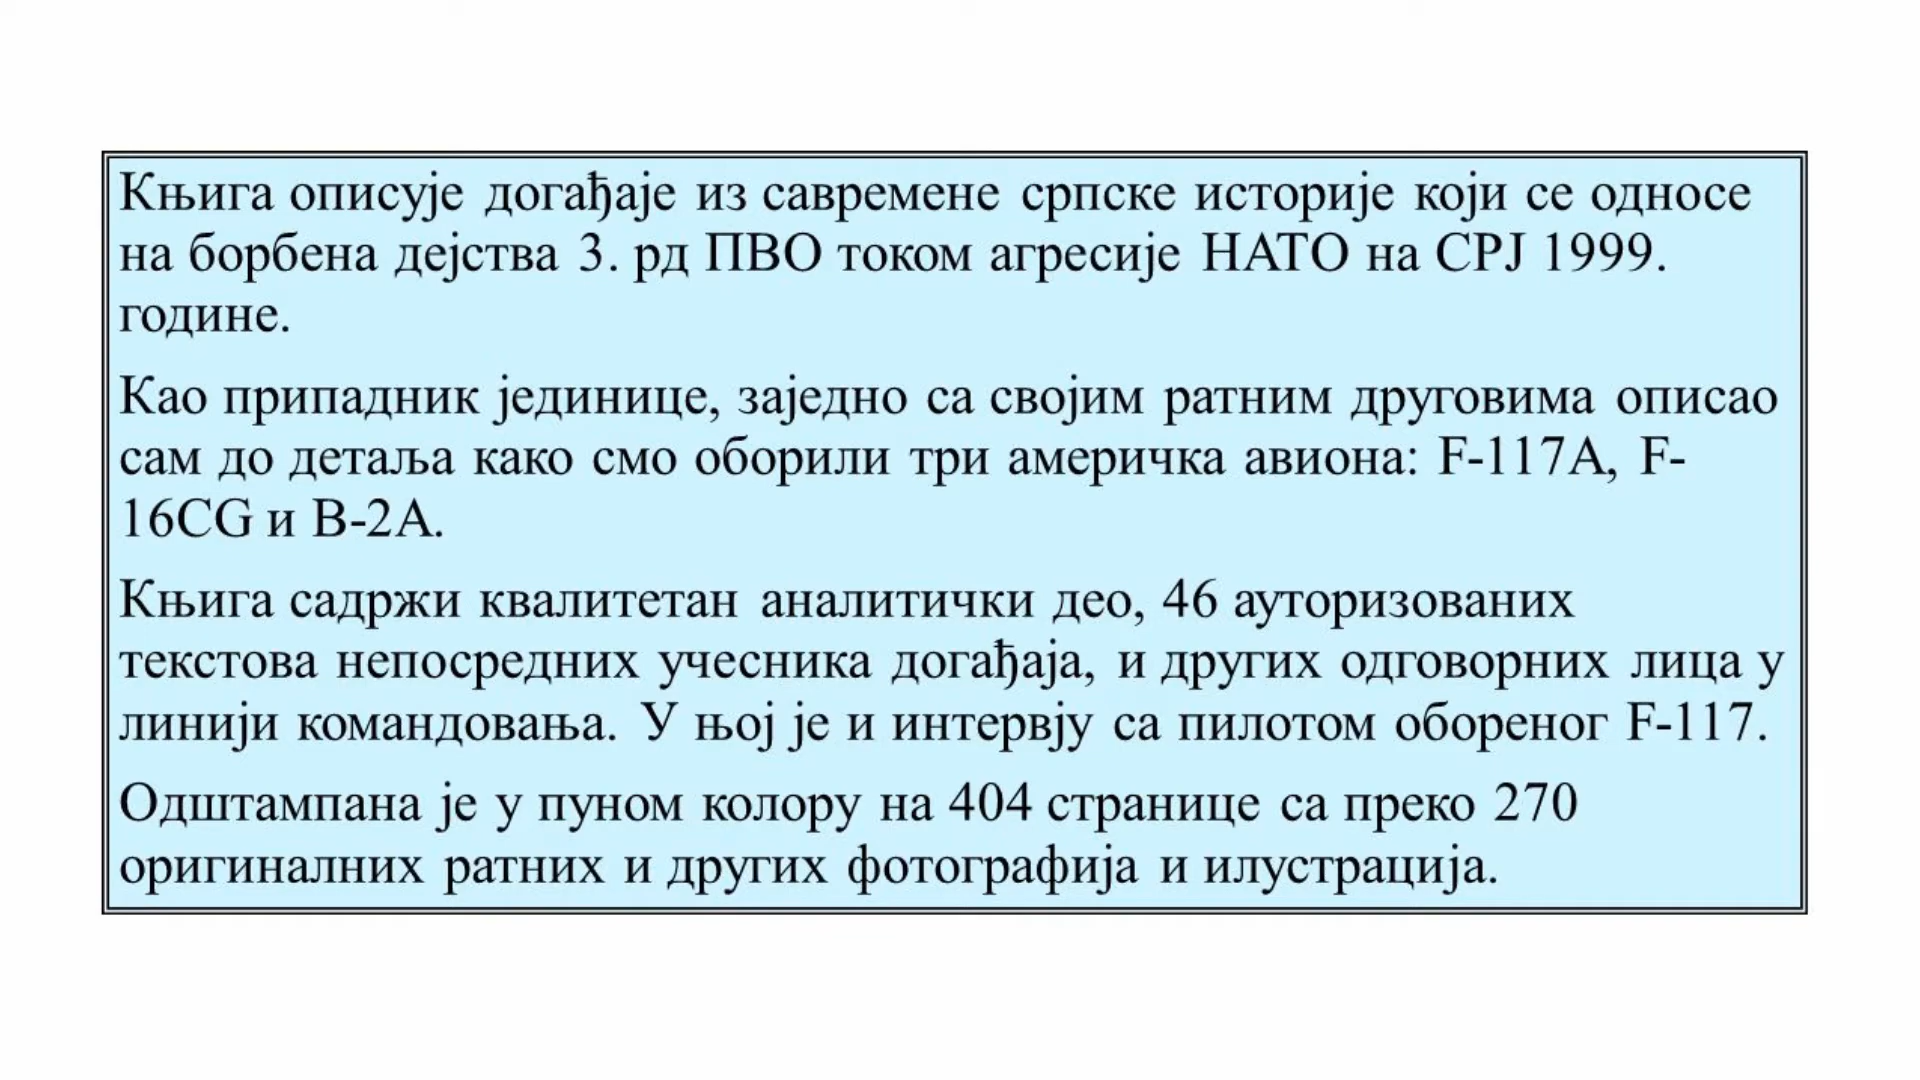 Књига описује догађаје из савремене српске историје који се односе
на борбена дејства 3. рд ПВО током агресије НАТО на СРЈ 1999.
године.
Као припадник јединице, заједно са својим ратним друговима описао
сам до детаља како смо оборили три америчка авиона: F-117A, F-
16CG и B-2A.
Књига садржи квалитетан аналитички део, 46 ауторизованих
текстова непосредних учесника догађаја, и других одговорних лица у
линији командовања. У њој је и интервју са пилотом обореног F-117.
Одштампана је у пуном колору на 404 странице са преко 270
оригиналних ратних и других фотографија и илустрација.